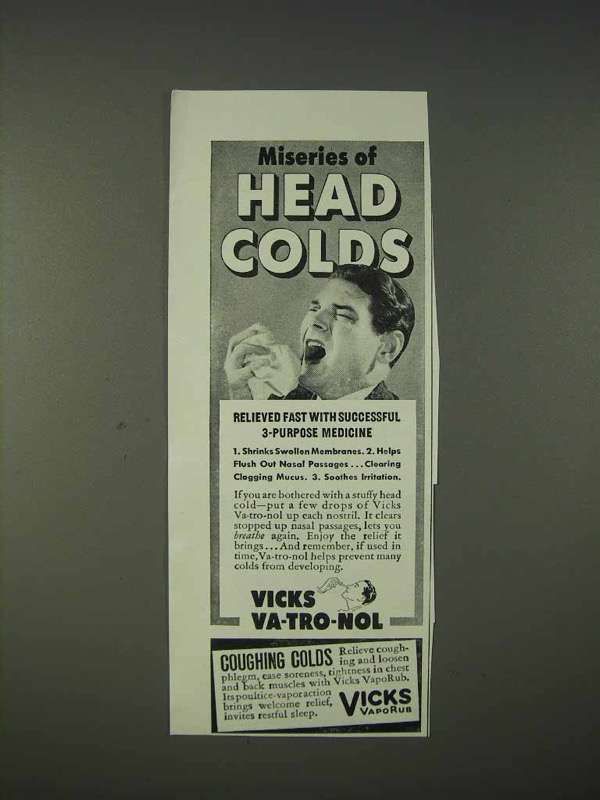 Miseries of
HEAD
COLDS
RELIEVED FAST WITH SUCCESSFUL
3-PURPOSE MEDICINE
1. Shrinks Swollen Membranes. 2. Helps
Flush Out Nasal Passages... Clearing
Clogging Mucus. 3. Soothes Irritation.
If you are bothered with a stuffy head
cold—put a few drops of Vicks
Va-tro-nol up each nostril. It clears
stopped up nasal passages, lets you
breathe again. Enjoy the relief it
brings... And remember, if used in
time, Va-tro-nol helps prevent many
colds from developing.
VICKS
VA-TRO-NOL
COUGHING COLDS Relieve cough-
ing and loosen
phlegm, ease soreness, tightness in chest
and back muscles with Vicks VapoRub.
Its poultice-vapor action
brings welcome relief,
invites restful sleep.
VICKS
VAPORUB